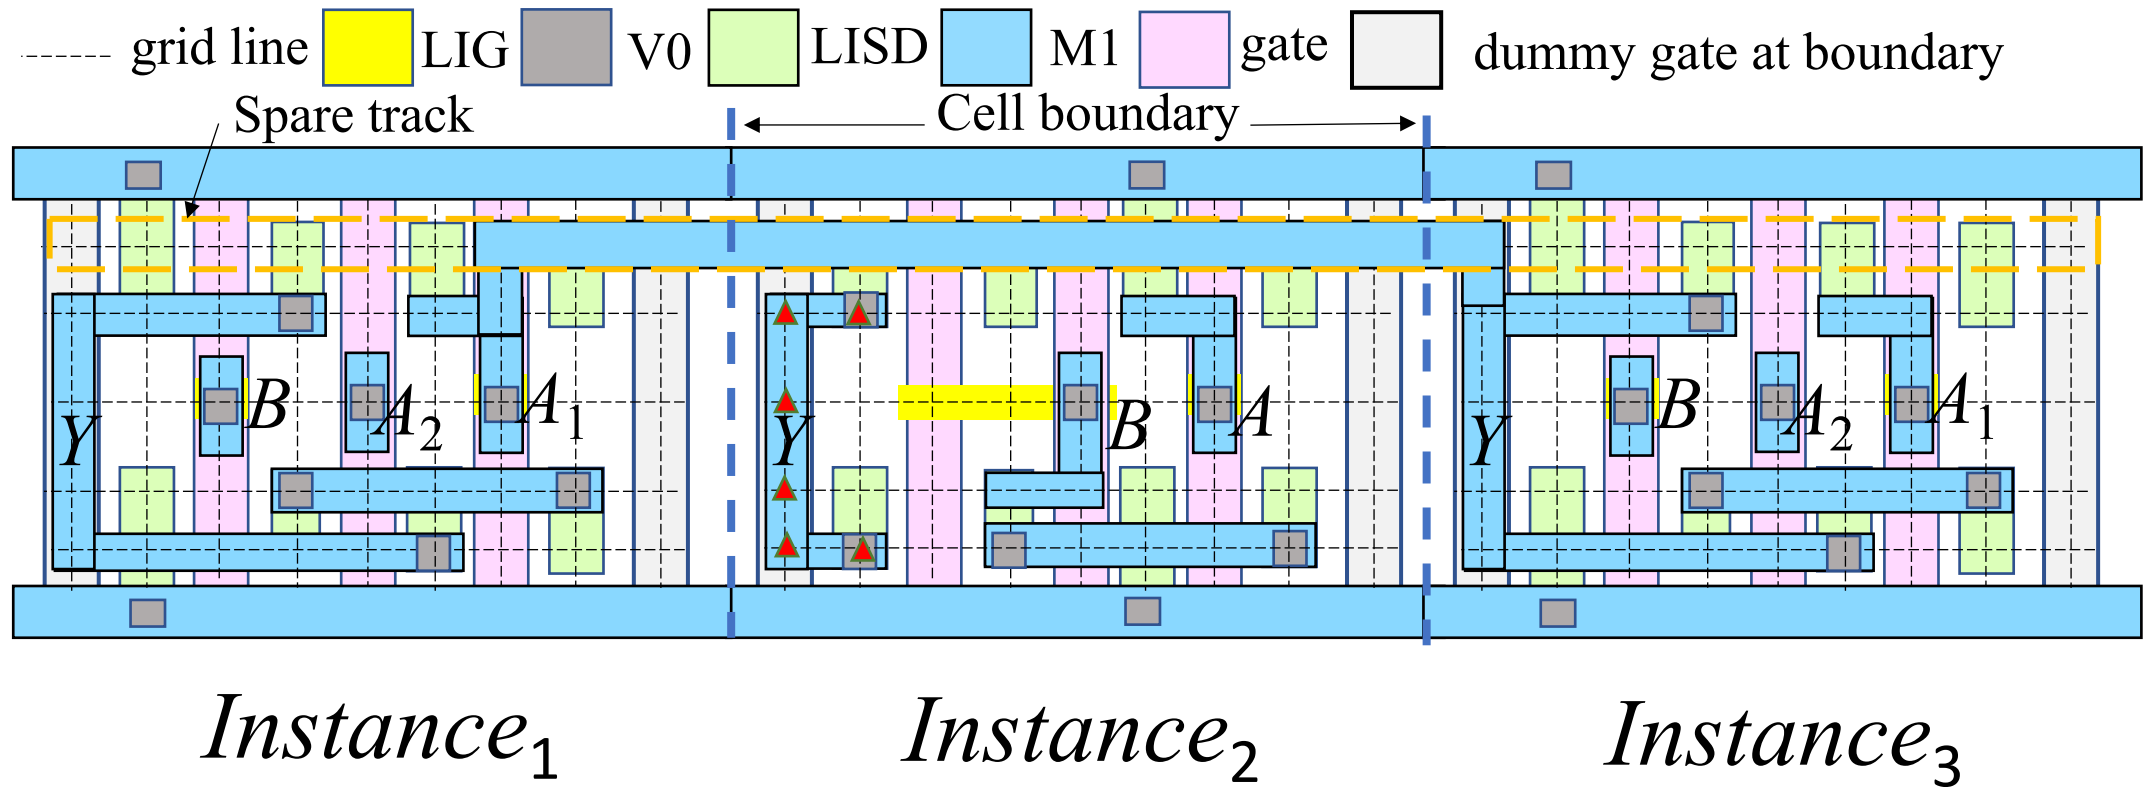 grid line LIG V0 LISD M1 gate dummy gate at boundary
Spare track Cell boundary
Y B A₂ A₁ Y B A Y B A₂ A₁
Instance₁ Instance₂ Instance₃